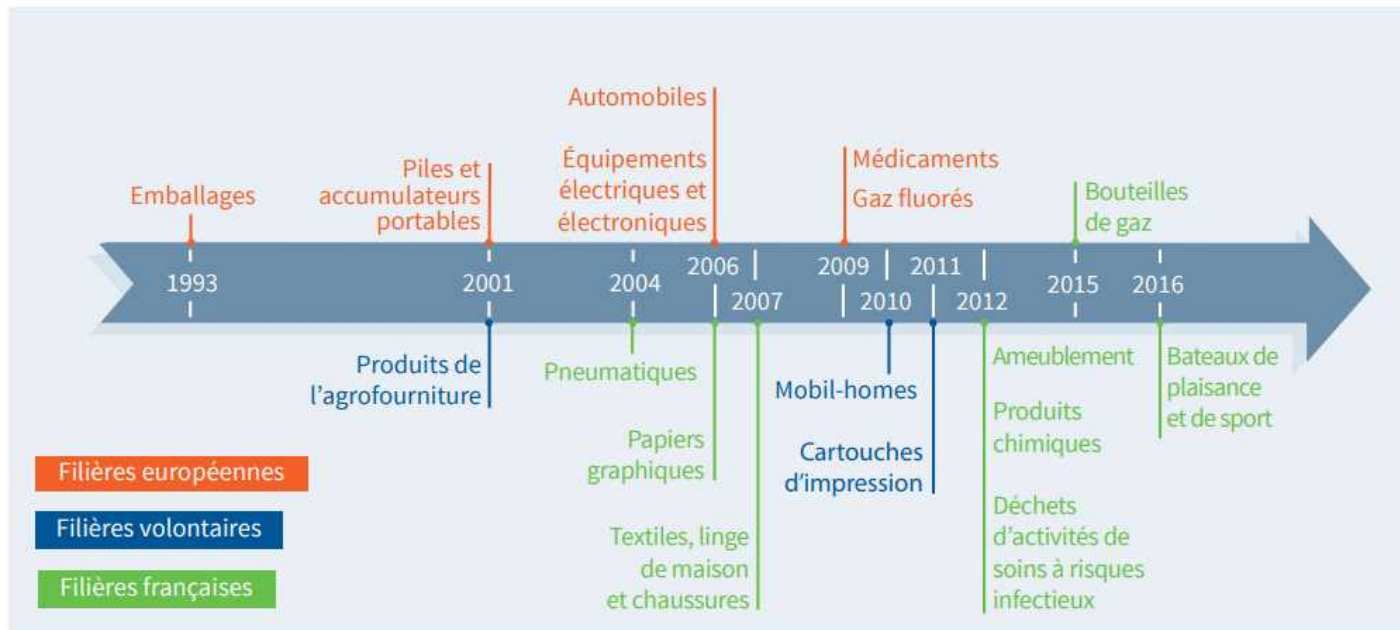 Automobiles
Emballages
Piles et
accumulateurs
portables
Équipements
électriques et
électroniques
Médicaments
Gaz fluorés
Bouteilles
de gaz
1993
2001
2004
2006
2007
2009
2010
2011
2012
2015
2016
Produits de
l'agrofourniture
Pneumatiques
Papiers
graphiques
Textiles, linge
de maison
et chaussures
Mobil-homes
Cartouches
d'impression
Ameublement
Produits
chimiques
Déchets
d'activités de
soins à risques
infectieux
Bateaux de
plaisance
et de sport
Filières européennes
Filières volontaires
Filières françaises